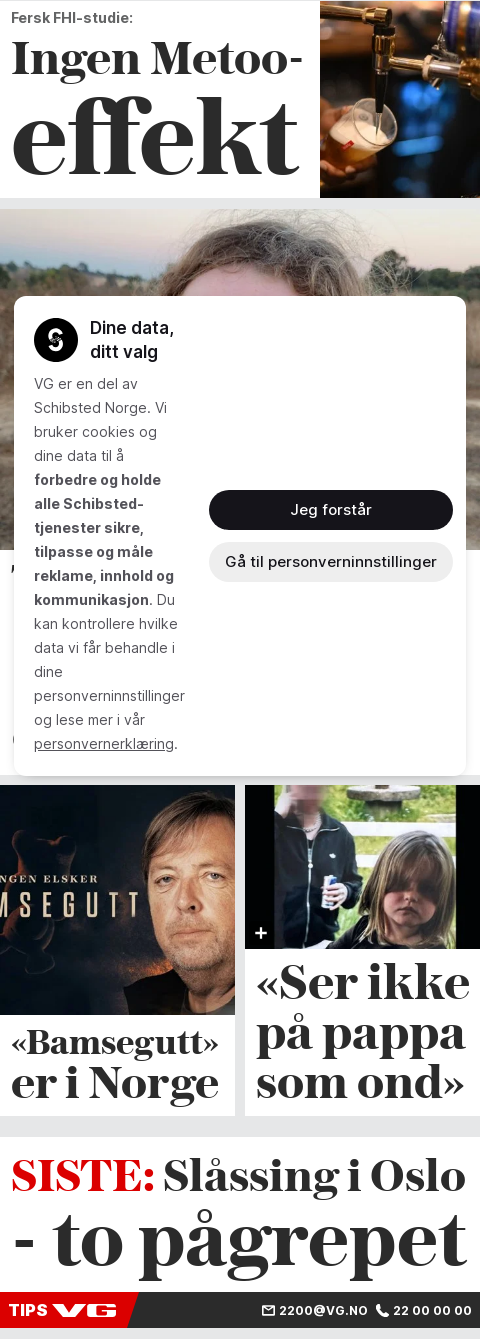 Fersk FHI-studie:
Ingen Metoo-
effekt
Dine data,
ditt valg
VG er en del av
Schibsted Norge. Vi
bruker cookies og
dine data til å
forbedre og holde
alle Schibsted-
tjenester sikre,
tilpasse og måle
reklame, innhold og
kommunikasjon. Du
kan kontrollere hvilke
data vi får behandle i
dine
personverninnstillinger
og lese mer i vår
personvernerklæring.
Jeg forstår
Gå til personverninnstillinger
NGEN ELSKER
MSEGUTT
«Bamsegutt»
er i Norge
«Ser ikke
på pappa
som ond»
SISTE: Slåssing i Oslo
- to pågrepet
TIPS VG
2200@VG.NO 22 00 00 00